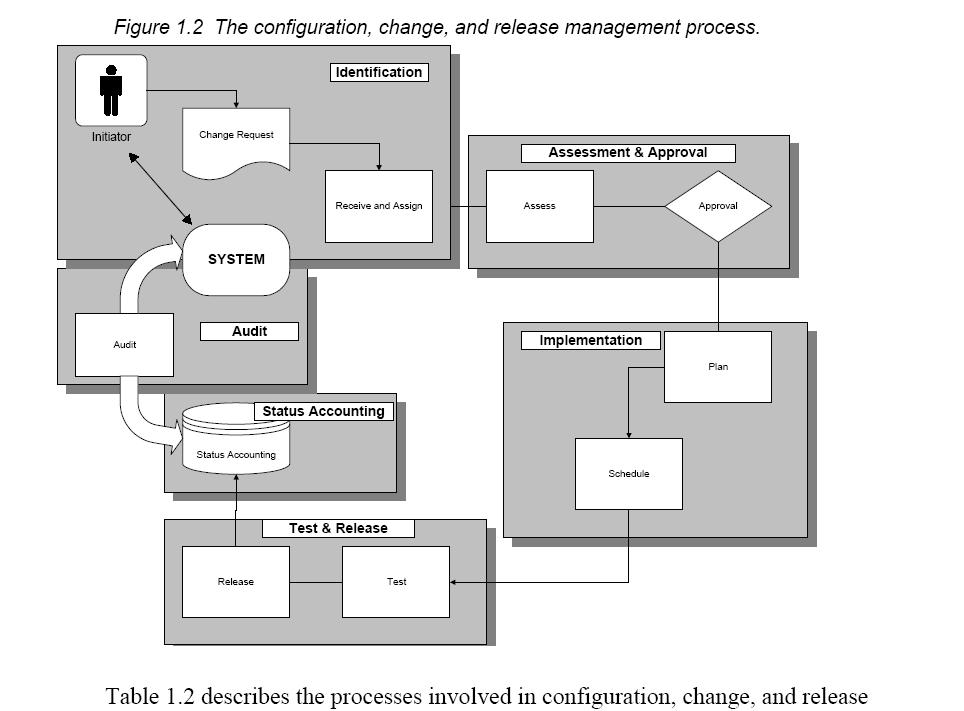 Figure 1.2 The configuration, change, and release management process.
Identification
Initiator
Change Request
Receive and Assign
SYSTEM
Assessment & Approval
Assess
Approval
Audit
Audit
Implementation
Plan
Schedule
Status Accounting
Status Accounting
Test & Release
Release
Test
Table 1.2 describes the processes involved in configuration, change, and release